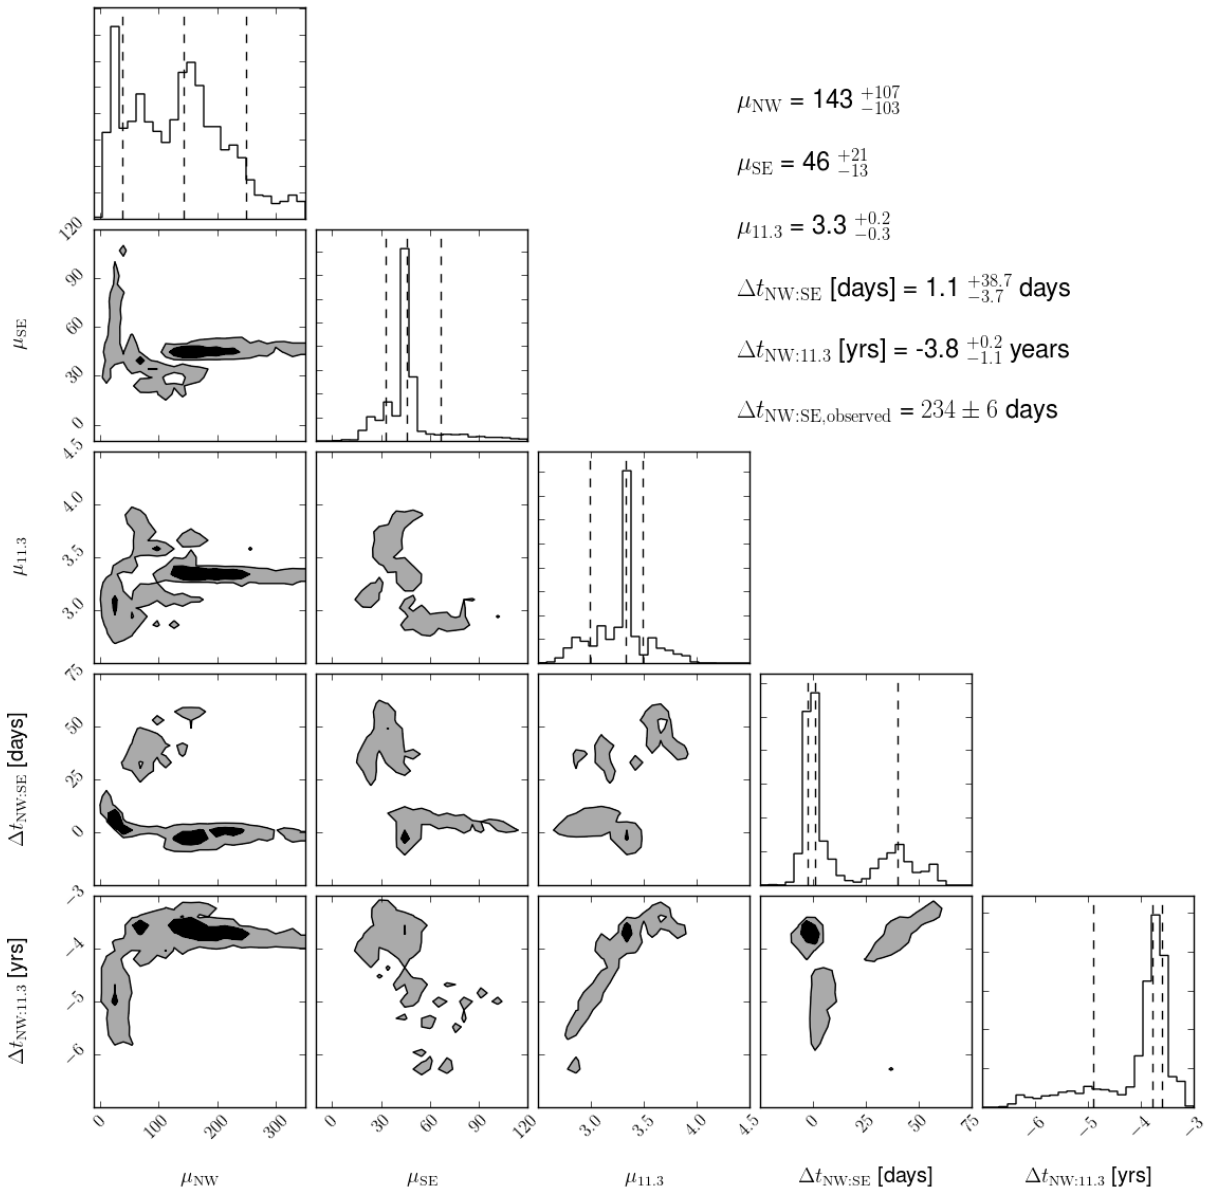 μNW = 143 +107 −103
μSE = 46 +21 −13
μ11.3 = 3.3 +0.2 −0.3
ΔtNW:SE [days] = 1.1 +38.7 −3.7 days
ΔtNW:11.3 [yrs] = -3.8 +0.2 −1.1 years
ΔtNW:SE,observed = 234 ± 6 days
120
90
60
30
0
μSE
4.5
4.0
3.5
3.0
μ11.3
75
50
25
0
ΔtNW:SE [days]
−3
−4
−5
−6
ΔtNW:11.3 [yrs]
0 100 200 300
30 60 90 120
3.0 3.5 4.0 4.5
0 25 50 75
−6 −5 −4 −3
μNW
μSE
μ11.3
ΔtNW:SE [days]
ΔtNW:11.3 [yrs]